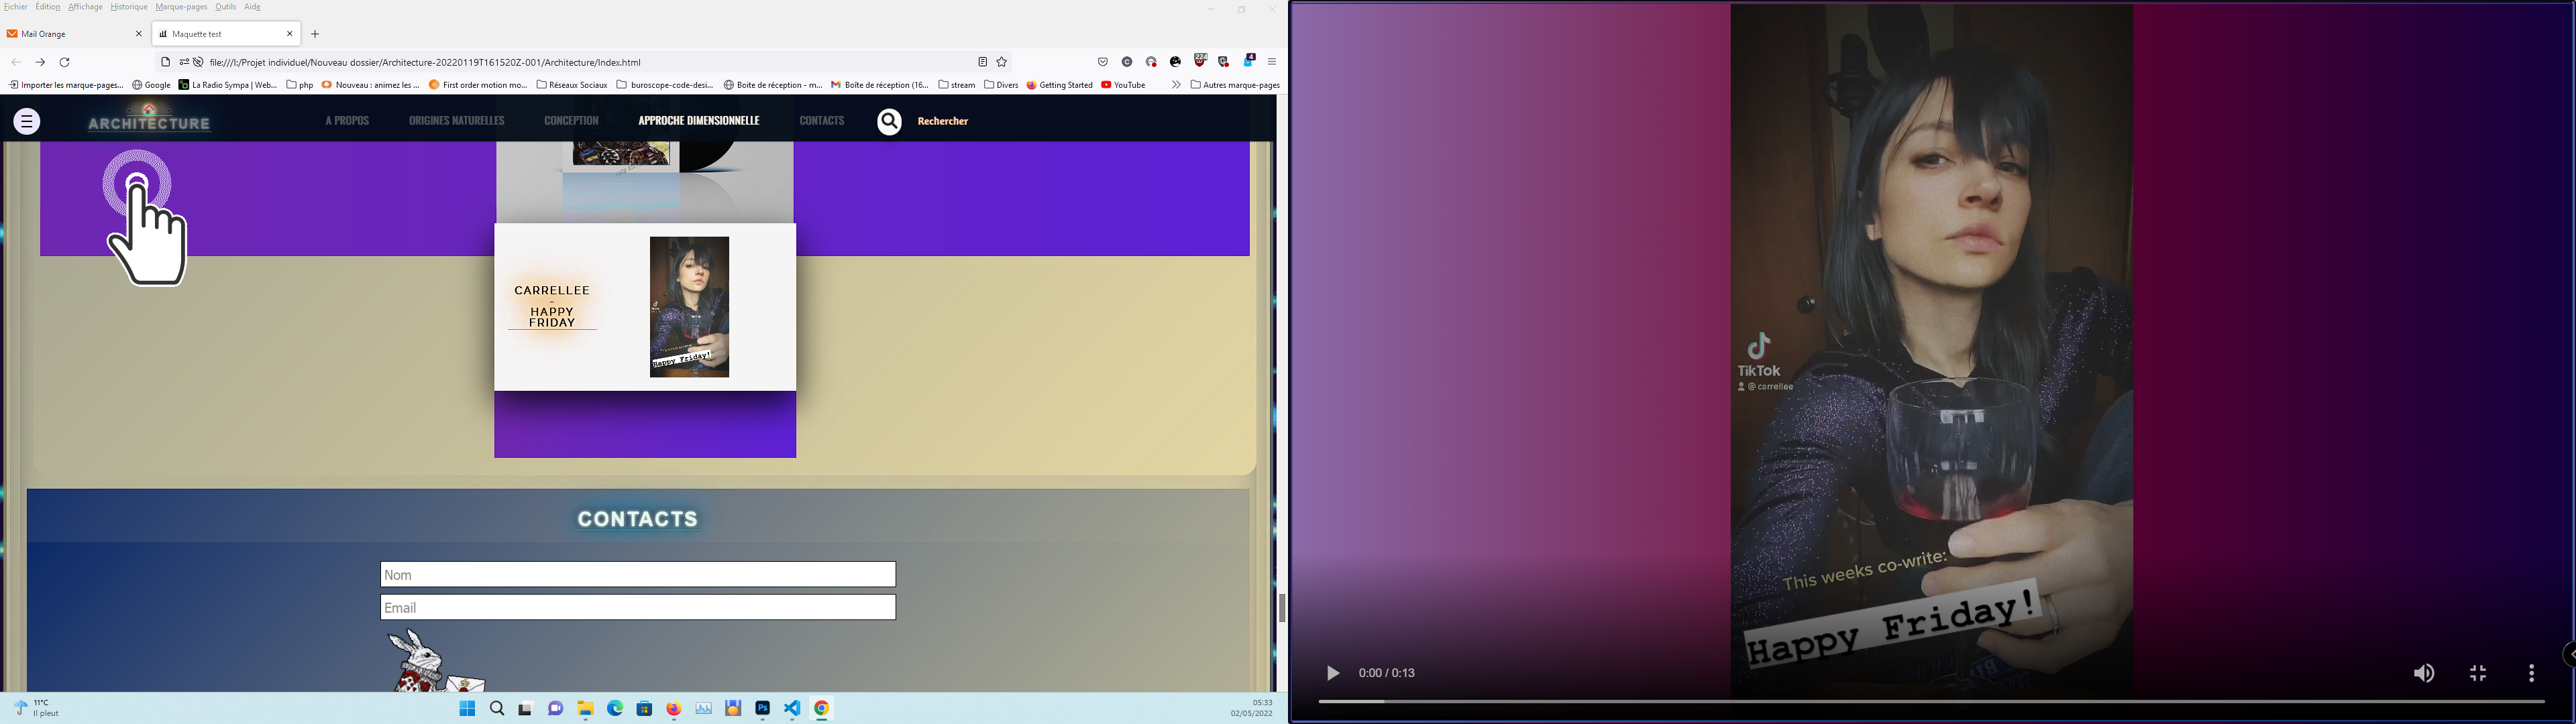 Fichier Édition Affichage Historique Marque-pages Outils Aide
Mail Orange
Maquette test
file:///I:/Projet individuel/Nouveau dossier/Architecture-20220119T161520Z-001/Architecture/Index.html
224
4
Importer les marque-pages... Google La Radio Sympa | Web... php Nouveau : animez les ... First order motion mo... Réseaux Sociaux buroscope-code-desi... Boite de réception - m... Boîte de réception (16... stream Divers Getting Started YouTube Autres marque-pages
ARCHITECTURE
A PROPOS ORIGINES NATURELLES CONCEPTION APPROCHE DIMENSIONNELLE CONTACTS Rechercher
CARRELLEE
-
HAPPY
FRIDAY
Happy Friday!
CONTACTS
Nom
Email
11°C
Il pleut
Ps
05:33
02/05/2022
TikTok
@carrellee
This weeks co-write:
Happy Friday!
0:00 / 0:13